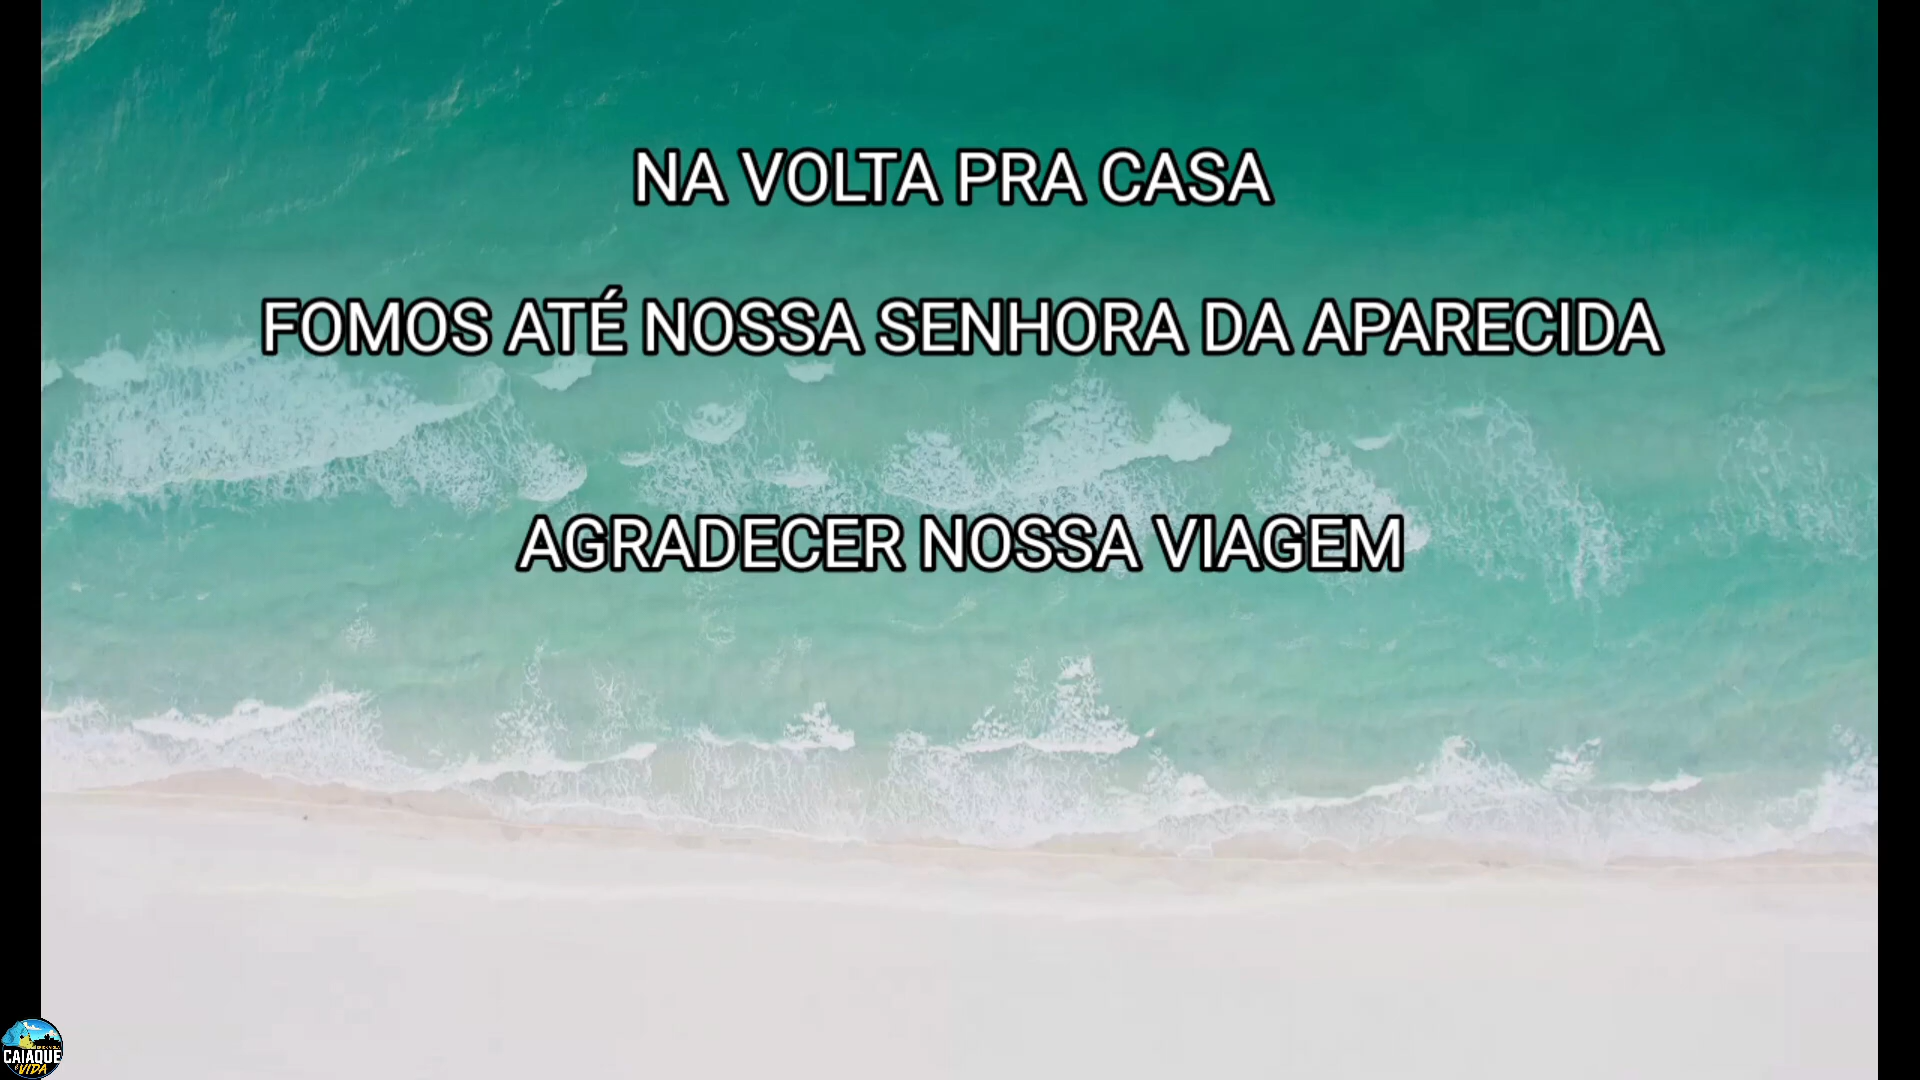 NA VOLTA PRA CASA
FOMOS ATÉ NOSSA SENHORA DA APARECIDA
AGRADECER NOSSA VIAGEM
CAIAQUE
VIDA